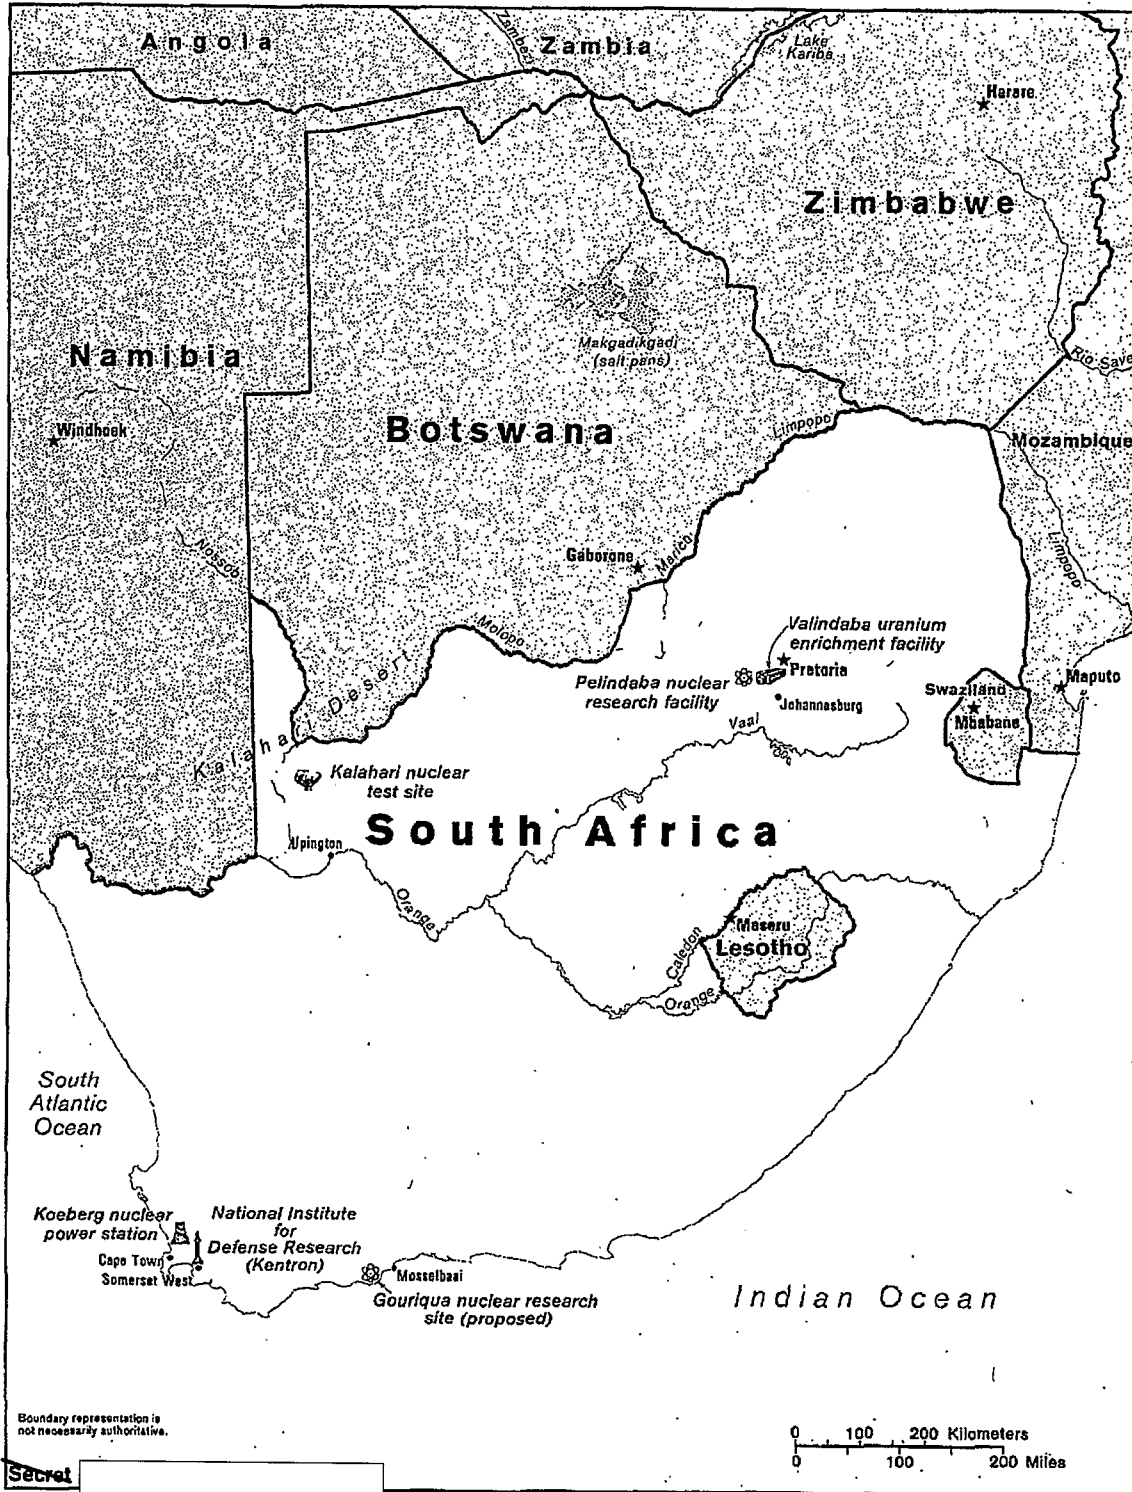 Angola
Zambezi
Zambia
Lake
Kariba
Harare
Zimbabwe
Makgadikgadi
(salt pans)
Rio Save
Namibia
Windhoek
Botswana
Limpopo
Mozambique
Limpopo
Nossob
Gaborone
Marico
Molopo
Valindaba uranium
enrichment facility
Pretoria
Pelindaba nuclear
research facility
Johannesburg
Swaziland
Mbabane
Maputo
Vaal
Kalahari Desert
Kalahari nuclear
test site
South Africa
Upington
Orange
Maseru
Lesotho
Caledon
Orange
South
Atlantic
Ocean
Koeberg nuclear
power station
National Institute
for
Defense Research
(Kentron)
Cape Town
Somerset West
Mosselbaai
Gouriqua nuclear research
site (proposed)
Indian Ocean
Boundary representation is
not necessarily authoritative.
0 100 200 Kilometers
0 100 200 Miles
Secret